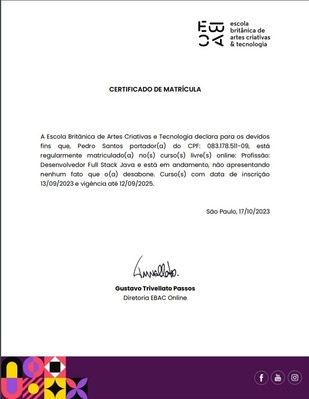 EBAC
escola
britânica de
artes criativas
& tecnologia
CERTIFICADO DE MATRÍCULA
A Escola Britânica de Artes Criativas e Tecnologia declara para os devidos
fins que, Pedro Santos portador(a) do CPF: 083.178.511-09, está
regularmente matriculado(a) no(s) curso(s) livre(s) online: Profissão:
Desenvolvedor Full Stack Java e está em andamento, não apresentando
nenhum fato que o(a) desabone. Curso(s) com data de inscrição
13/09/2023 e vigência até 12/09/2025.
São Paulo, 17/10/2023
Gustavo Trivellato Passos
Diretoria EBAC Online